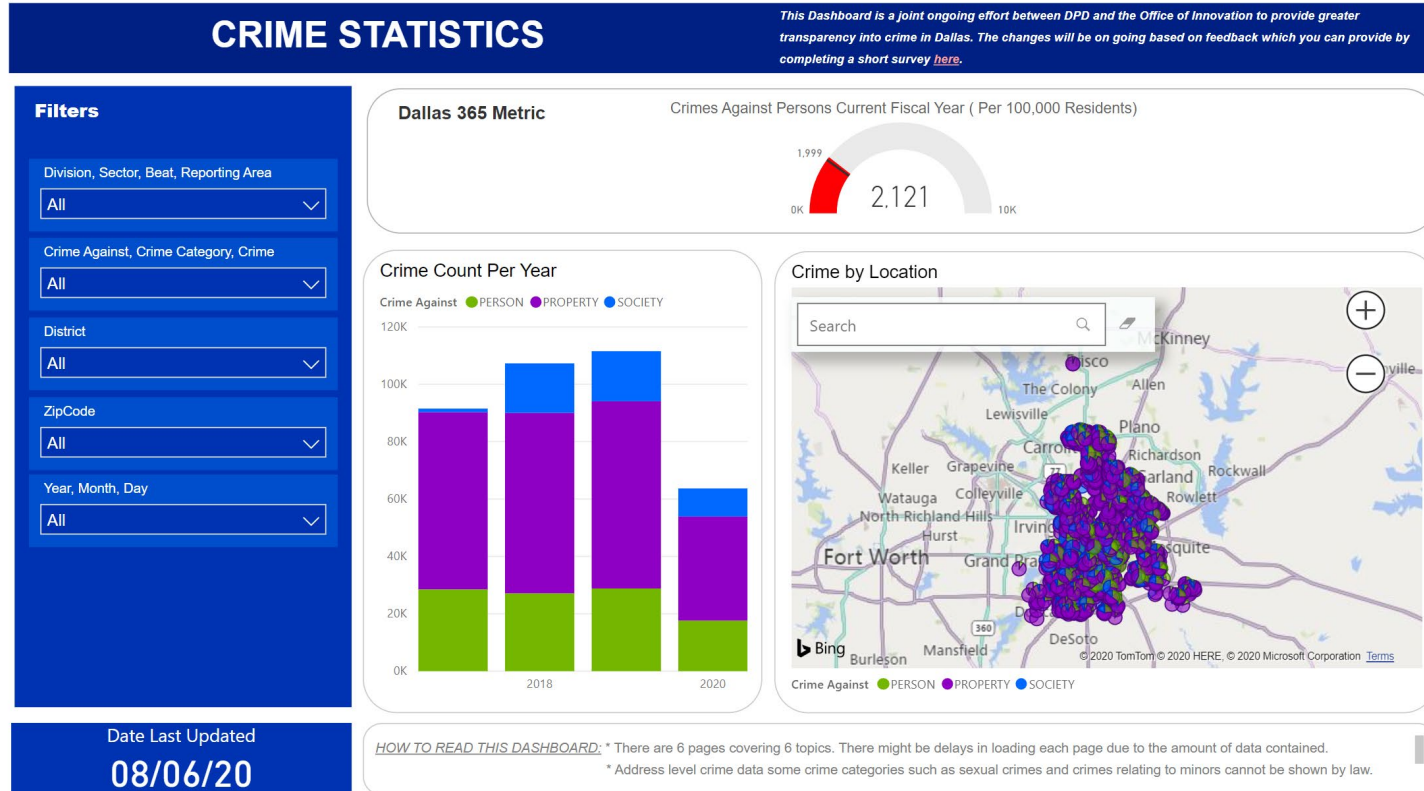 CRIME STATISTICS
This Dashboard is a joint ongoing effort between DPD and the Office of Innovation to provide greater
transparency into crime in Dallas. The changes will be on going based on feedback which you can provide by
completing a short survey here.
Filters
Division, Sector, Beat, Reporting Area
All
Crime Against, Crime Category, Crime
All
District
All
ZipCode
All
Year, Month, Day
All
Date Last Updated
08/06/20
Dallas 365 Metric
Crimes Against Persons Current Fiscal Year ( Per 100,000 Residents)
1,999
2,121
0K
10K
Crime Count Per Year
Crime Against PERSON PROPERTY SOCIETY
120K
100K
80K
60K
40K
20K
0K
2018
2020
Crime by Location
Search
McKinney
The Colony
Allen
Lewisville
Plano
Richardson
Keller
Grapevine
Rockwall
Watauga
Colleyville
Rowlett
North Richland Hills
Irving
Hurst
Fort Worth
Grand
360
DeSoto
Mansfield
Burleson
Bing
© 2020 TomTom © 2020 HERE, © 2020 Microsoft Corporation Terms
Crime Against PERSON PROPERTY SOCIETY
HOW TO READ THIS DASHBOARD: * There are 6 pages covering 6 topics. There might be delays in loading each page due to the amount of data contained.
* Address level crime data some crime categories such as sexual crimes and crimes relating to minors cannot be shown by law.